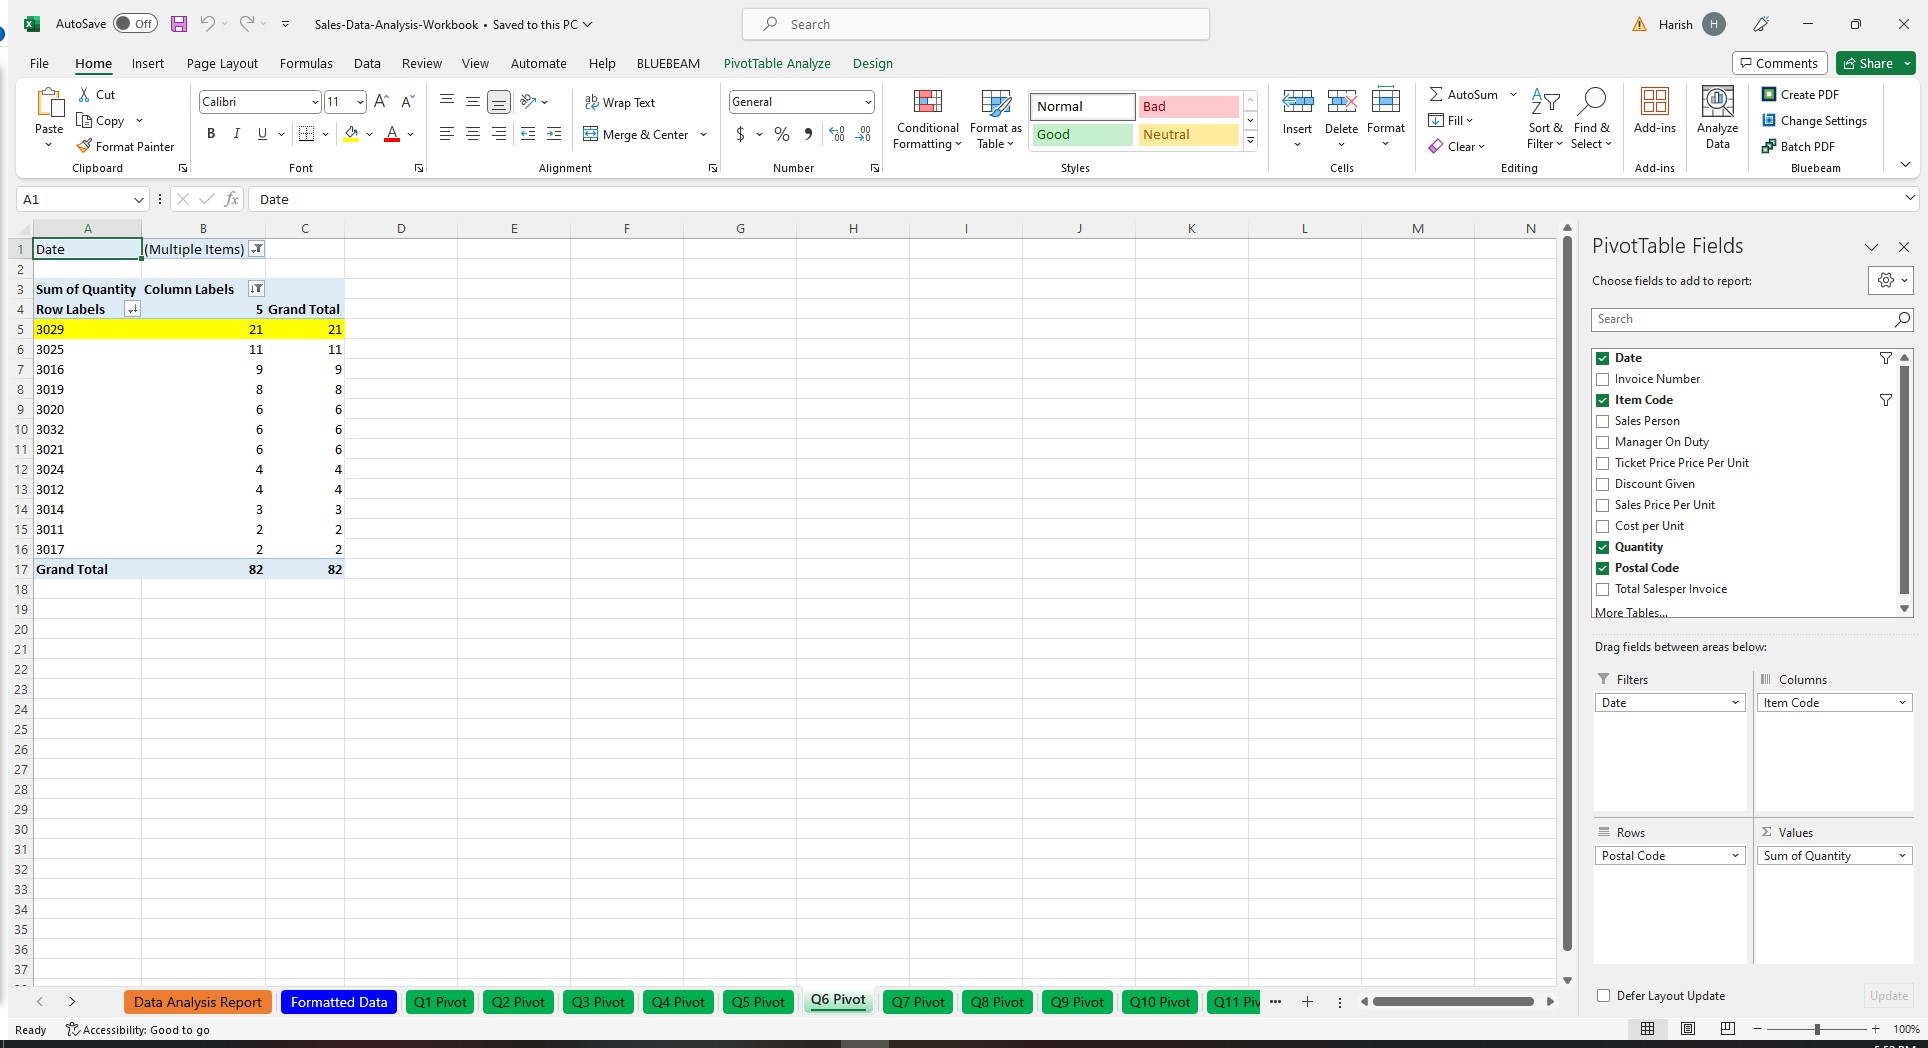 AutoSave Off Sales-Data-Analysis-Workbook • Saved to this PC Search Harish H
File Home Insert Page Layout Formulas Data Review View Automate Help BLUEBEAM PivotTable Analyze Design Comments Share
Paste
Cut
Copy
Format Painter
Clipboard
Calibri 11
B I U
Font
Wrap Text
Merge & Center
Alignment
General
$ % 9
Number
Conditional Formatting
Format as Table
Normal Bad
Good Neutral
Styles
Insert Delete Format
Cells
AutoSum
Fill
Clear
Sort & Filter
Find & Select
Editing
Add-ins
Add-ins
Analyze Data
Create PDF
Change Settings
Batch PDF
Bluebeam
A1 fx Date
A B C D E F G H I J K L M N
1 Date (Multiple Items)
2
3 Sum of Quantity Column Labels
4 Row Labels 5 Grand Total
5 3029 21 21
6 3025 11 11
7 3016 9 9
8 3019 8 8
9 3020 6 6
10 3032 6 6
11 3021 6 6
12 3024 4 4
13 3012 4 4
14 3014 3 3
15 3011 2 2
16 3017 2 2
17 Grand Total 82 82
18
19
20
21
22
23
24
25
26
27
28
29
30
31
32
33
34
35
36
37
PivotTable Fields
Choose fields to add to report:
Search
Date
Invoice Number
Item Code
Sales Person
Manager On Duty
Ticket Price Price Per Unit
Discount Given
Sales Price Per Unit
Cost per Unit
Quantity
Postal Code
Total Salesper Invoice
More Tables...
Drag fields between areas below:
Filters
Date
Columns
Item Code
Rows
Postal Code
Σ Values
Sum of Quantity
Defer Layout Update Update
Data Analysis Report Formatted Data Q1 Pivot Q2 Pivot Q3 Pivot Q4 Pivot Q5 Pivot Q6 Pivot Q7 Pivot Q8 Pivot Q9 Pivot Q10 Pivot Q11 Piv
Ready Accessibility: Good to go 100%